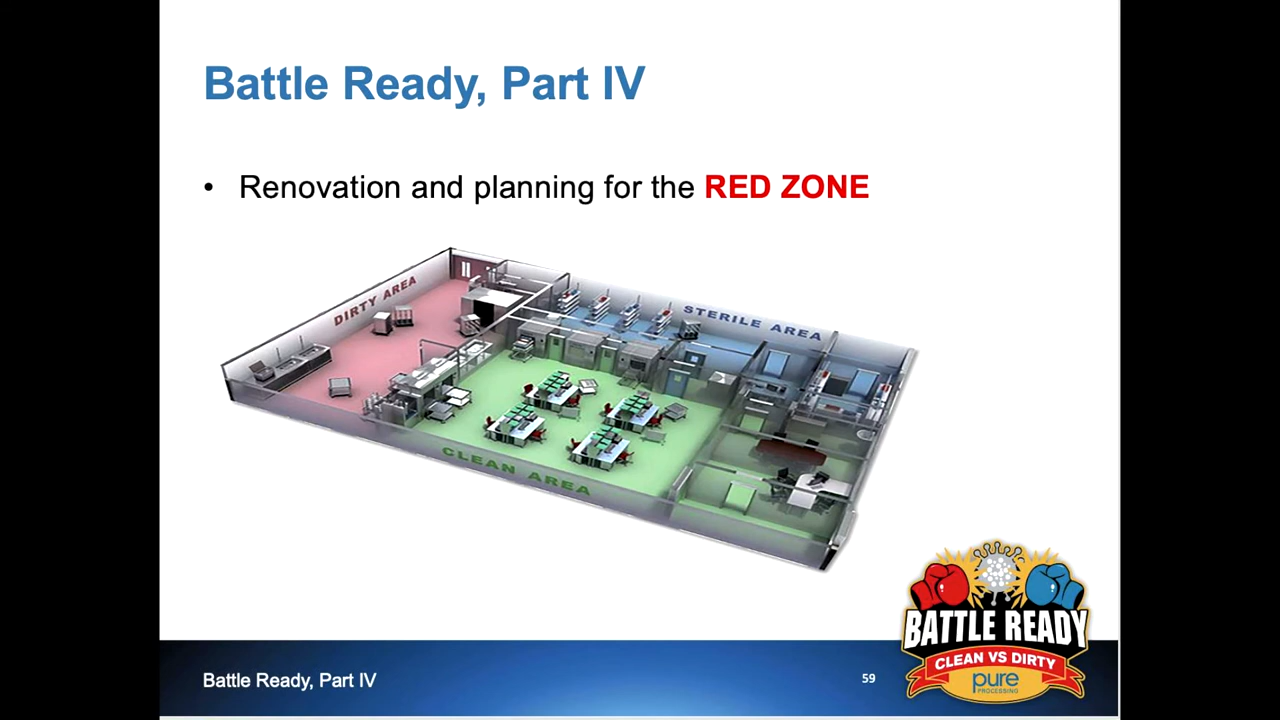 Battle Ready, Part IV
• Renovation and planning for the RED ZONE
DIRTY AREA
STERILE AREA
CLEAN AREA
BATTLE READY
CLEAN VS DIRTY
pure
PROCESSING
Battle Ready, Part IV
59